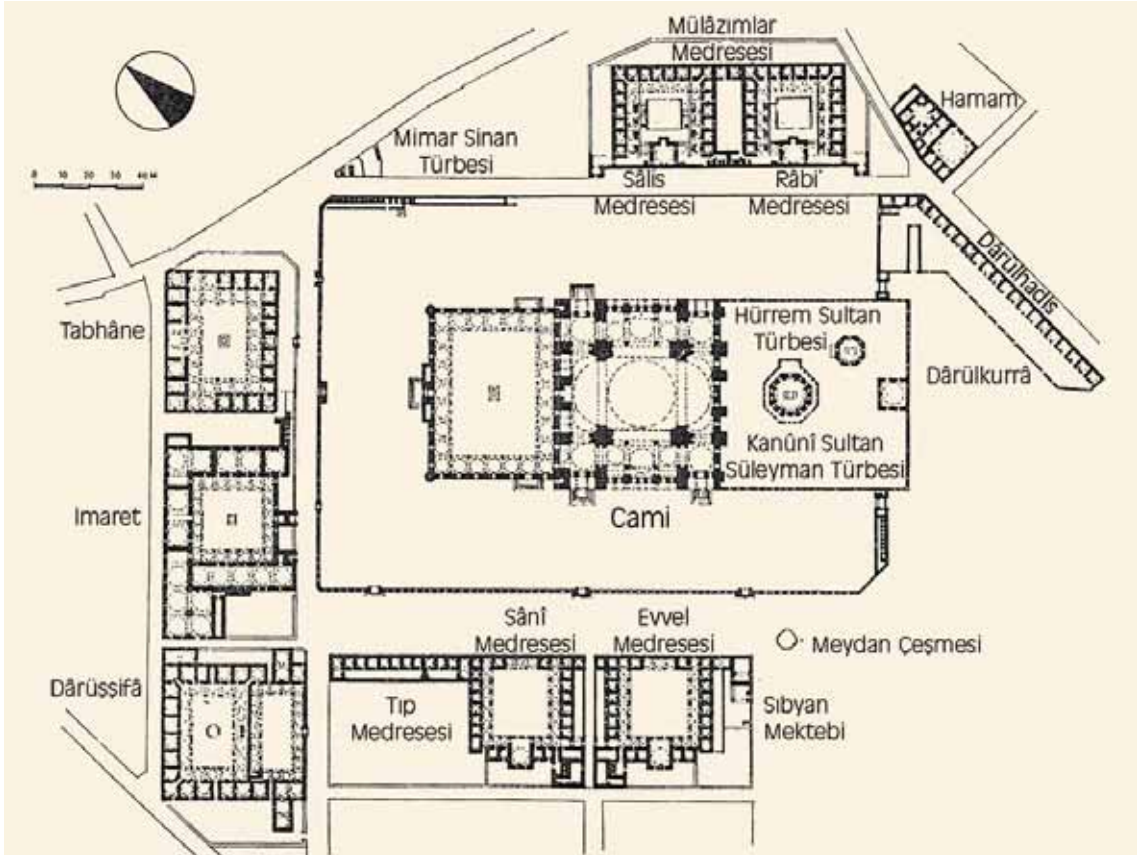 Mülâzımlar
Medresesi
Hamam
Mimar Sinan
Türbesi
Sâlis
Medresesi
Râbi'
Medresesi
Dârülhadis
Tabhâne
Hürrem Sultan
Türbesi
Dârülkurrâ
Kanûnî Sultan
Süleyman Türbesi
Imaret
Cami
Sânî
Medresesi
Evvel
Medresesi
Meydan Çeşmesi
Dârüşşifâ
Tıp
Medresesi
Sıbyan
Mektebi